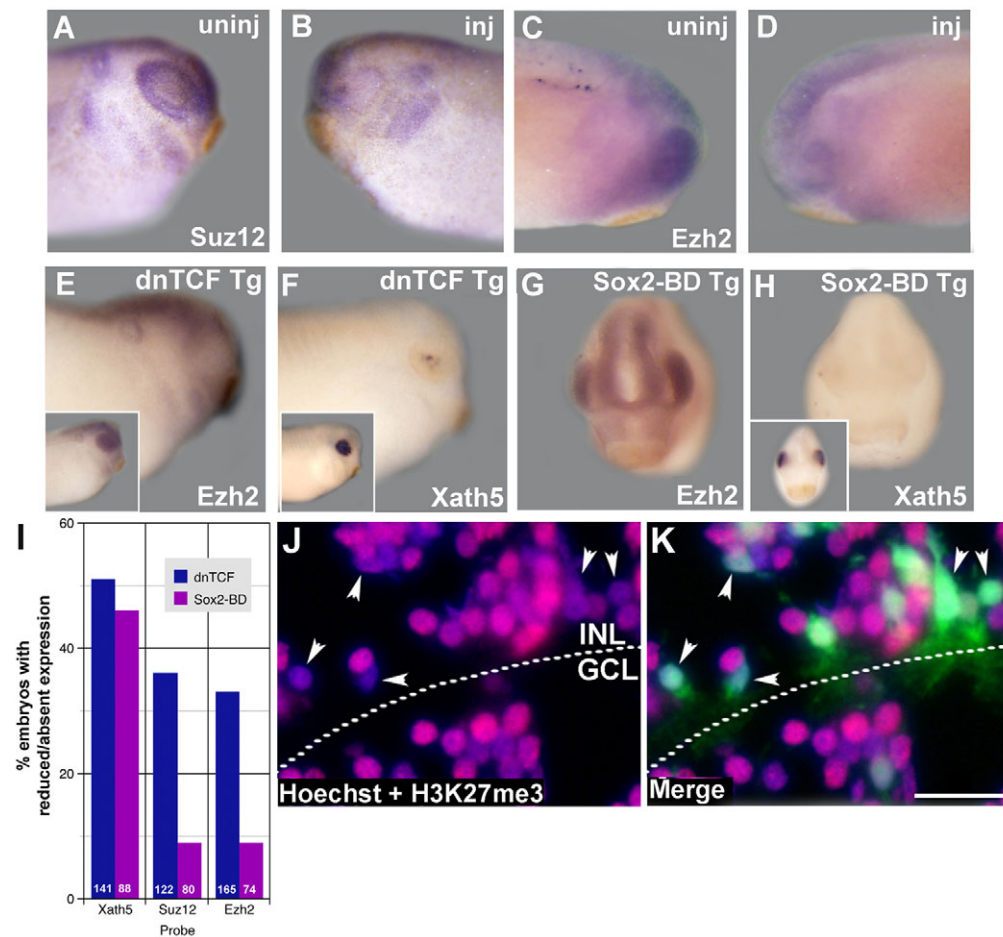 A uninj
B inj
C uninj
D inj
Suz12
Ezh2
E dnTCF Tg
F dnTCF Tg
G Sox2-BD Tg
H Sox2-BD Tg
Ezh2
Xath5
Ezh2
Xath5
I
60
40
20
0
% embryos with
reduced/absent expression
dnTCF
Sox2-BD
141 88 122 80 165 74
Xath5 Suz12 Ezh2
Probe
J
INL
GCL
Hoechst + H3K27me3
K
Merge